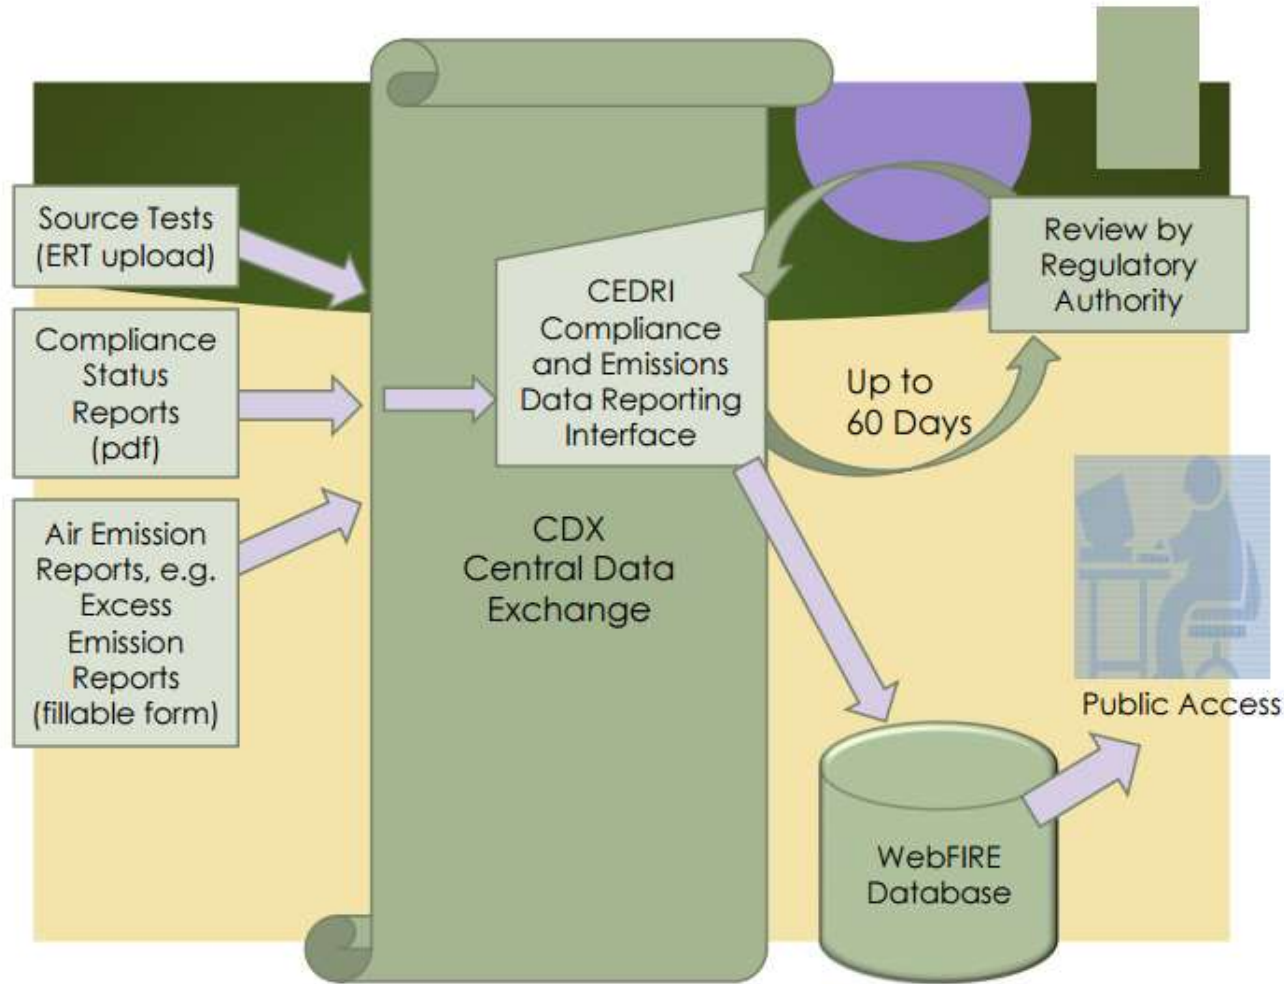 Source Tests
(ERT upload)
Compliance
Status
Reports
(pdf)
Air Emission
Reports, e.g.
Excess
Emission
Reports
(fillable form)
CEDRI
Compliance
and Emissions
Data Reporting
Interface
CDX
Central Data
Exchange
Review by
Regulatory
Authority
Up to
60 Days
Public Access
WebFIRE
Database